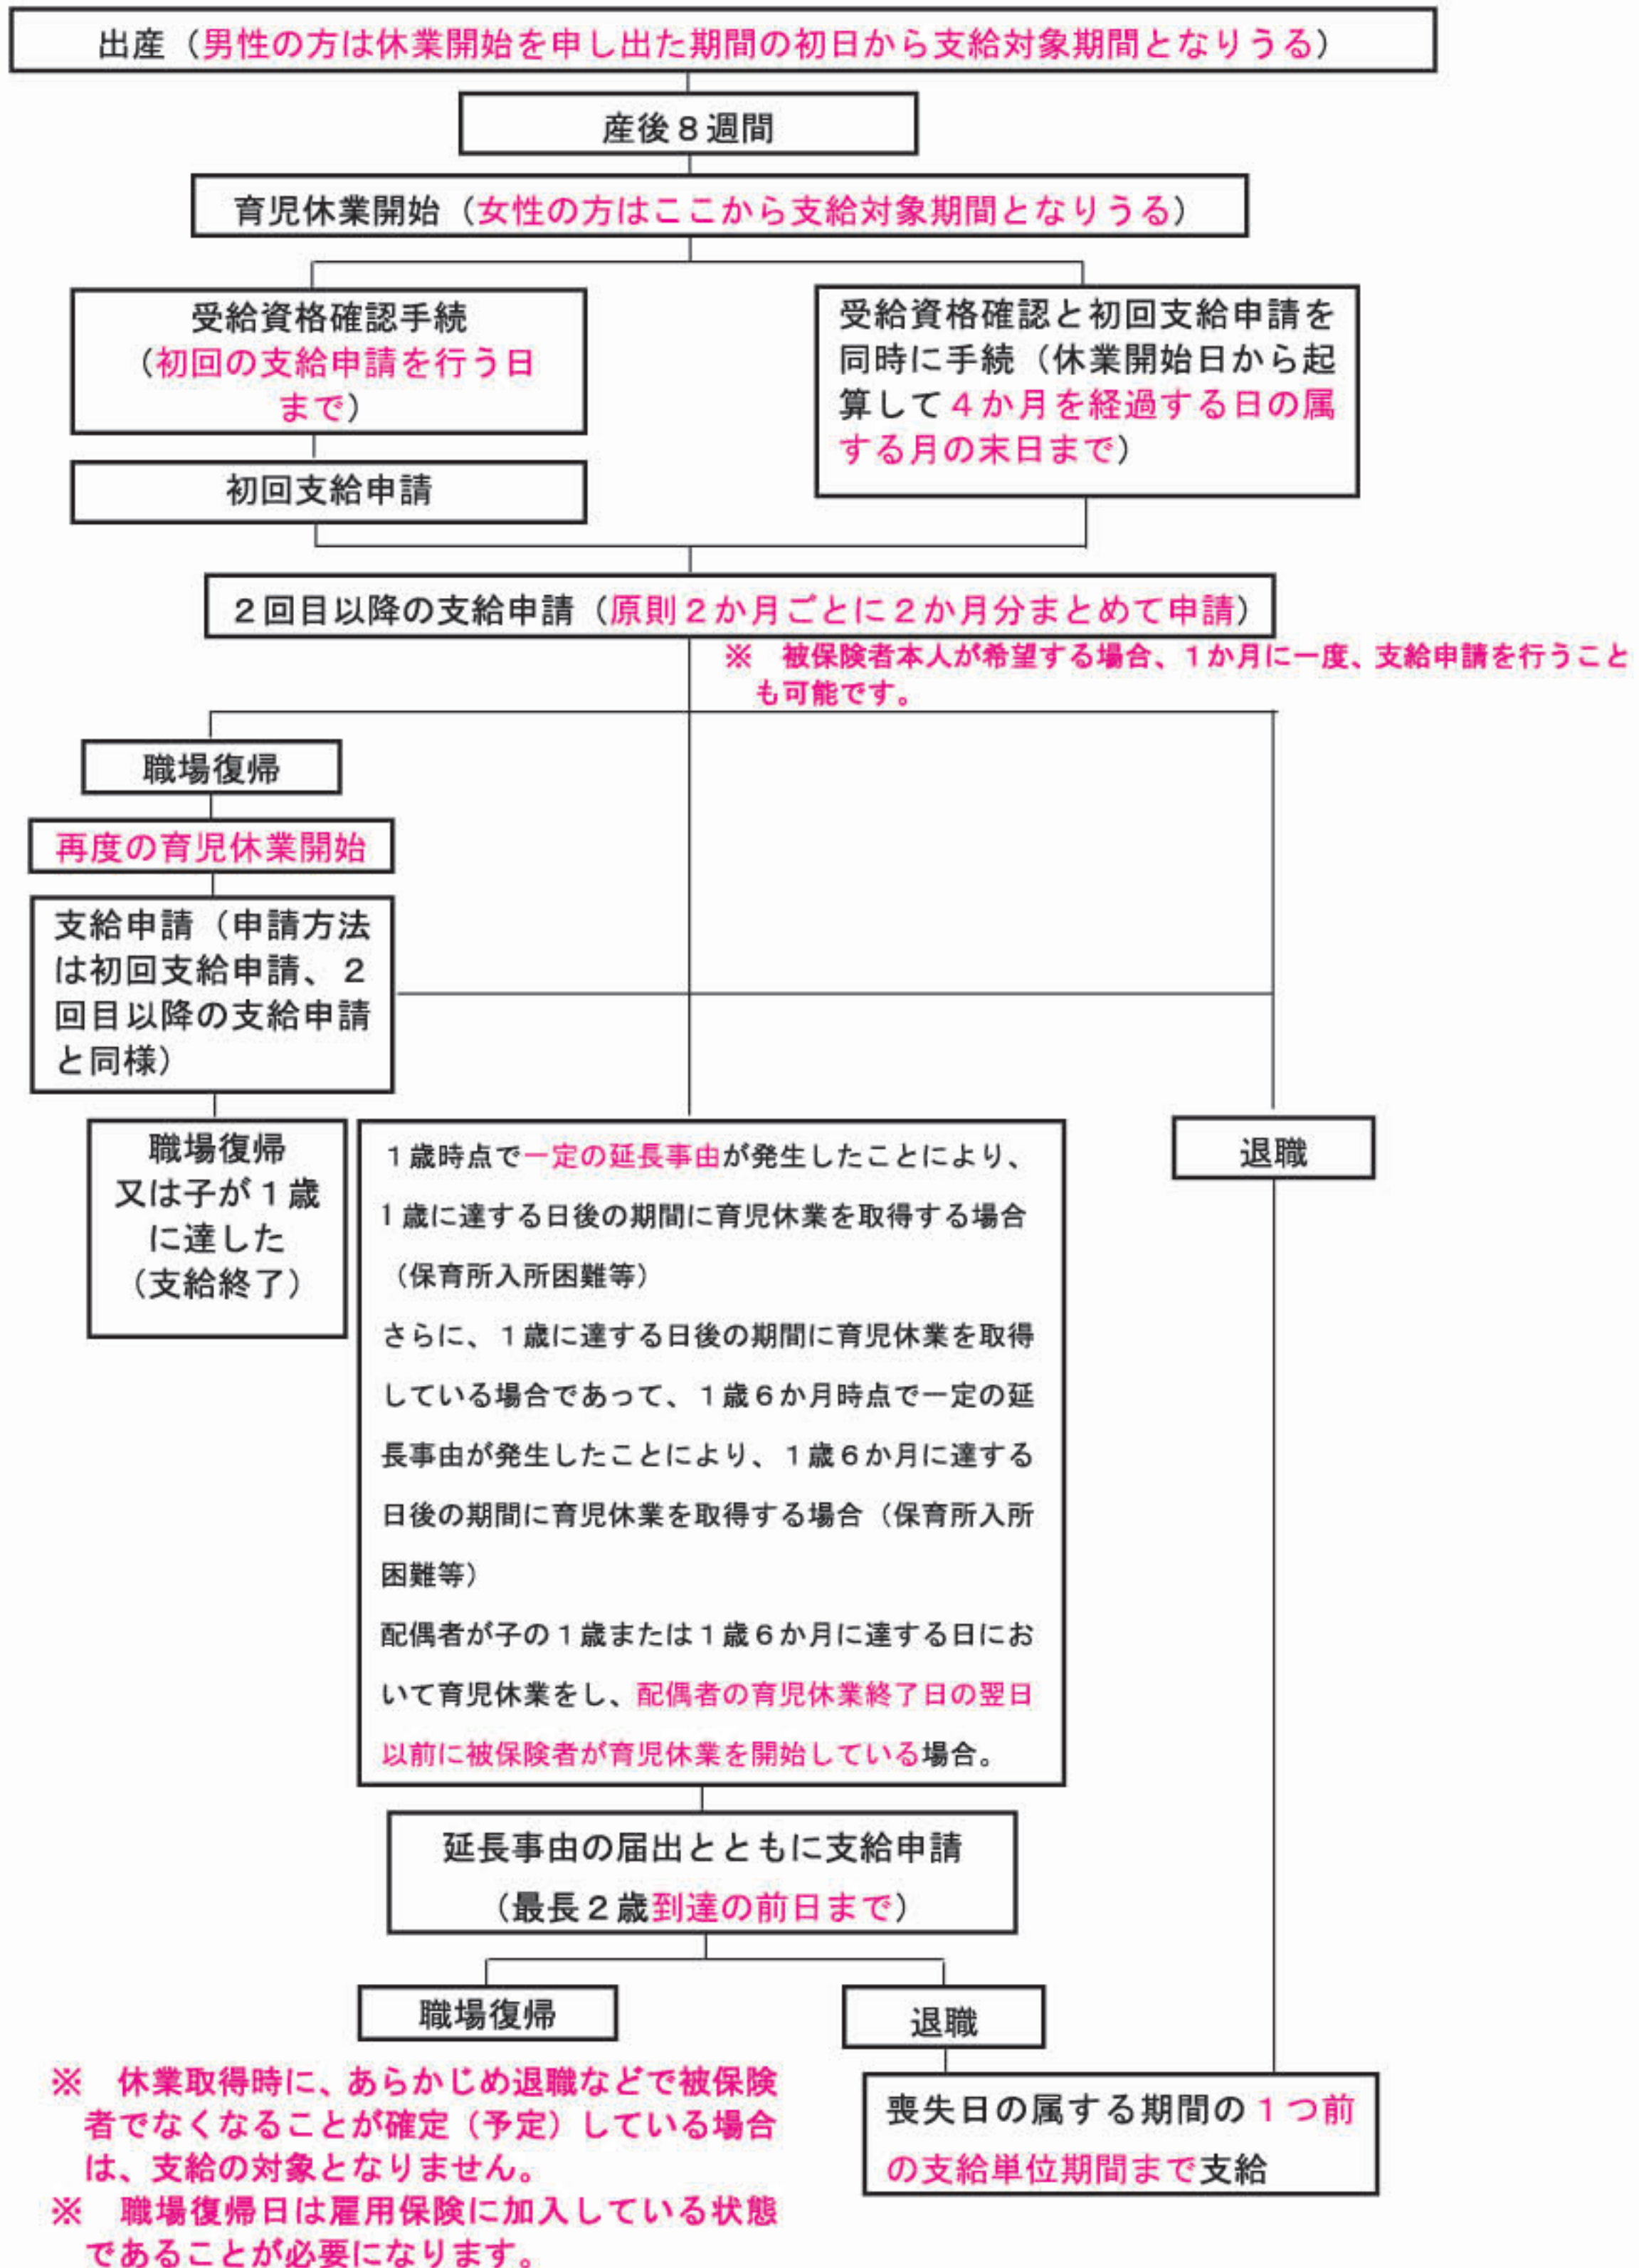 出産（男性の方は休業開始を申し出た期間の初日から支給対象期間となりうる）
産後８週間
育児休業開始（女性の方はここから支給対象期間となりうる）
受給資格確認手続
（初回の支給申請を行う日
まで）
初回支給申請
受給資格確認と初回支給申請を
同時に手続（休業開始日から起
算して４か月を経過する日の属
する月の末日まで）
２回目以降の支給申請（原則２か月ごとに２か月分まとめて申請）
※　被保険者本人が希望する場合、１か月に一度、支給申請を行うこと
も可能です。
職場復帰
再度の育児休業開始
支給申請（申請方法
は初回支給申請、２
回目以降の支給申請
と同様）
職場復帰
又は子が１歳
に達した
（支給終了）
１歳時点で一定の延長事由が発生したことにより、
１歳に達する日後の期間に育児休業を取得する場合
（保育所入所困難等）
さらに、１歳に達する日後の期間に育児休業を取得
している場合であって、１歳６か月時点で一定の延
長事由が発生したことにより、１歳６か月に達する
日後の期間に育児休業を取得する場合（保育所入所
困難等）
配偶者が子の１歳または１歳６か月に達する日にお
いて育児休業をし、配偶者の育児休業終了日の翌日
以前に被保険者が育児休業を開始している場合。
退職
延長事由の届出とともに支給申請
（最長２歳到達の前日まで）
職場復帰
退職
喪失日の属する期間の１つ前
の支給単位期間まで支給
※　休業取得時に、あらかじめ退職などで被保険
者でなくなることが確定（予定）している場合
は、支給の対象となりません。
※　職場復帰日は雇用保険に加入している状態
であることが必要になります。